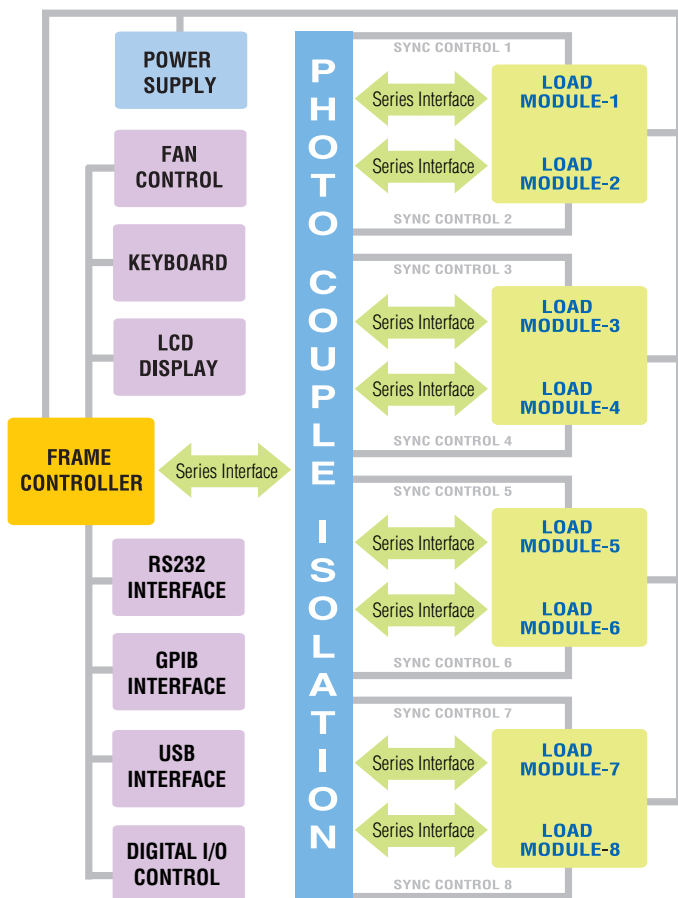 POWER
SUPPLY
FAN
CONTROL
KEYBOARD
LCD
DISPLAY
FRAME
CONTROLLER
Series Interface
RS232
INTERFACE
GPIB
INTERFACE
USB
INTERFACE
DIGITAL I/O
CONTROL
PHOTO COUPLE ISOLATION
SYNC CONTROL 1
Series Interface
LOAD
MODULE-1
Series Interface
LOAD
MODULE-2
SYNC CONTROL 2
SYNC CONTROL 3
Series Interface
LOAD
MODULE-3
Series Interface
LOAD
MODULE-4
SYNC CONTROL 4
SYNC CONTROL 5
Series Interface
LOAD
MODULE-5
Series Interface
LOAD
MODULE-6
SYNC CONTROL 6
SYNC CONTROL 7
Series Interface
LOAD
MODULE-7
Series Interface
LOAD
MODULE-8
SYNC CONTROL 8